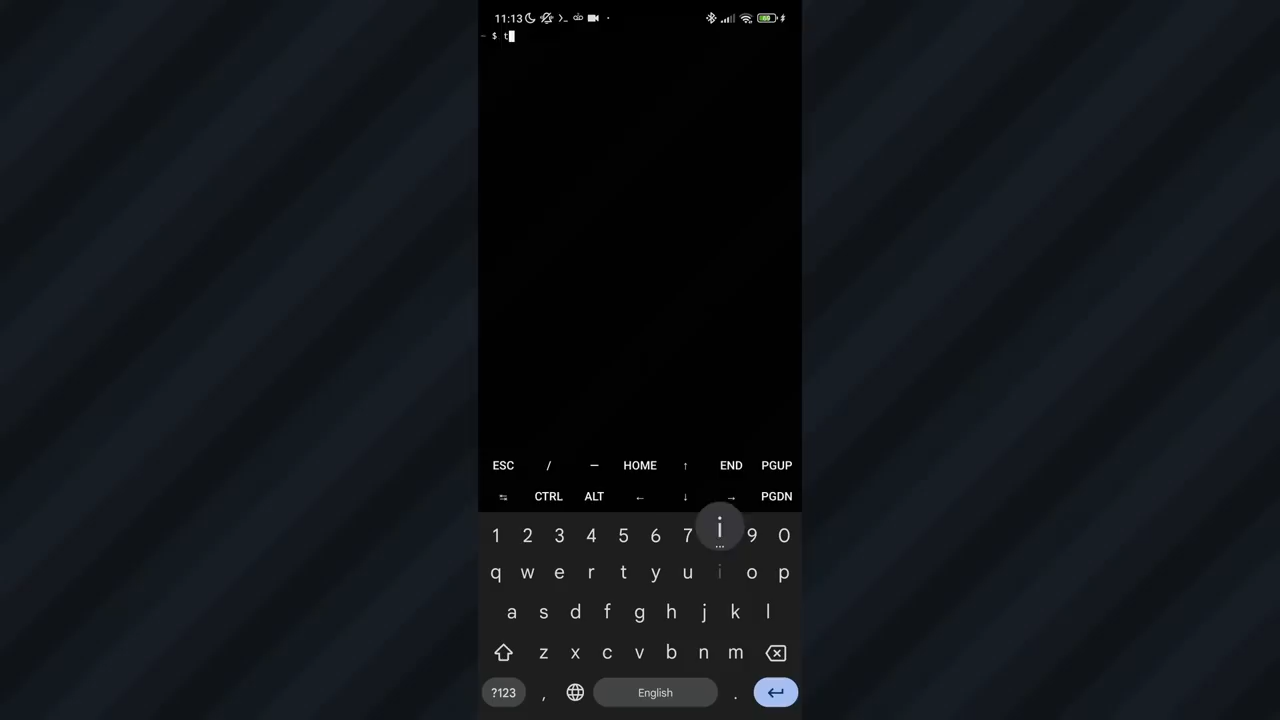 11:13 69
~ $ t
ESC / — HOME ↑ END PGUP
⇆ CTRL ALT ← ↓ → PGDN
i
1 2 3 4 5 6 7 9 0
q w e r t y u i o p
a s d f g h j k l
z x c v b n m
?123 , English .